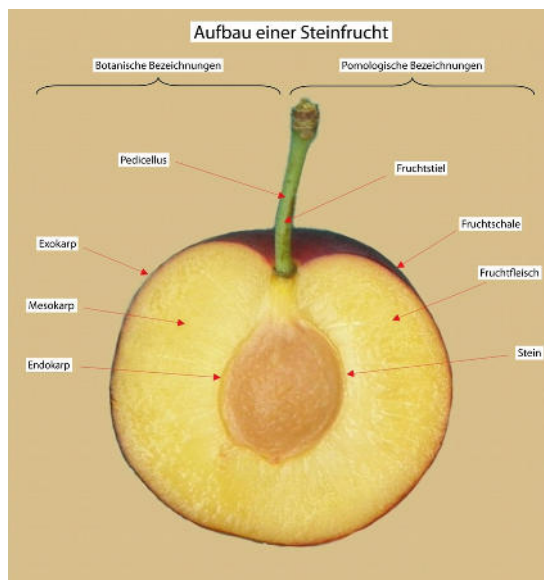 Aufbau einer Steinfrucht
Botanische Bezeichnungen
Pomologische Bezeichnungen
Pedicellus
Fruchtstiel
Exokarp
Fruchtschale
Mesokarp
Fruchtfleisch
Endokarp
Stein